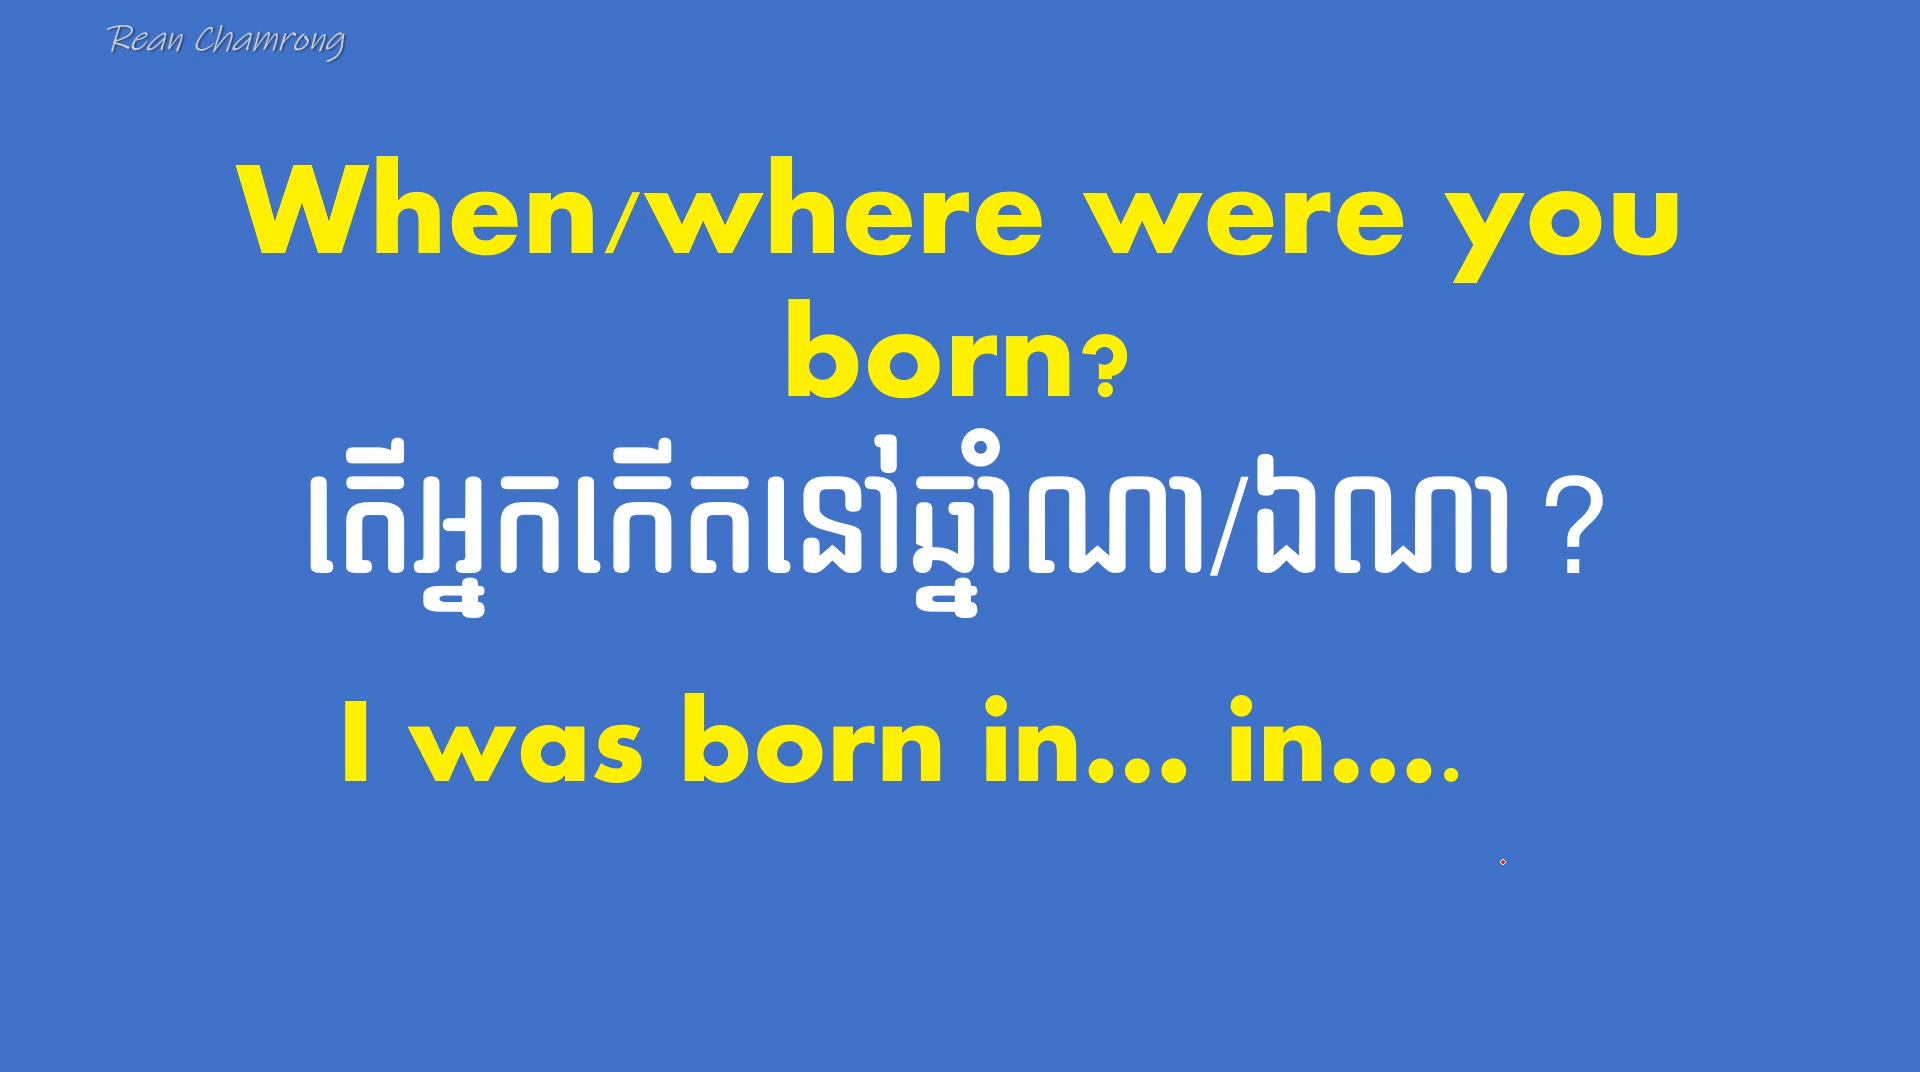 Rean Chamrong
When/where were you
born?
តើអ្នកកើតនៅឆ្នាំណា/ឯណា ?
I was born in... in....